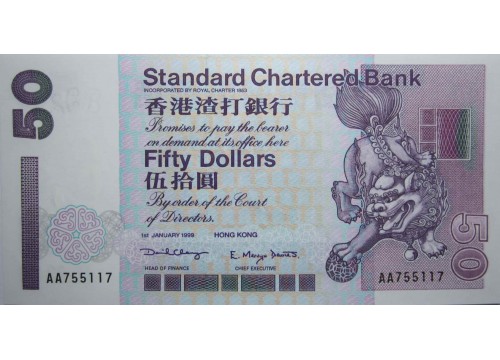 50
Standard Chartered Bank
INCORPORATED BY ROYAL CHARTER 1853
香港渣打銀行
Promises to pay the bearer
on demand at its office here
Fifty Dollars
伍拾圓
By order of the Court
of Directors.
1st JANUARY 1998 HONG KONG
HEAD OF FINANCE CHIEF EXECUTIVE
AA755117
AA755117
50